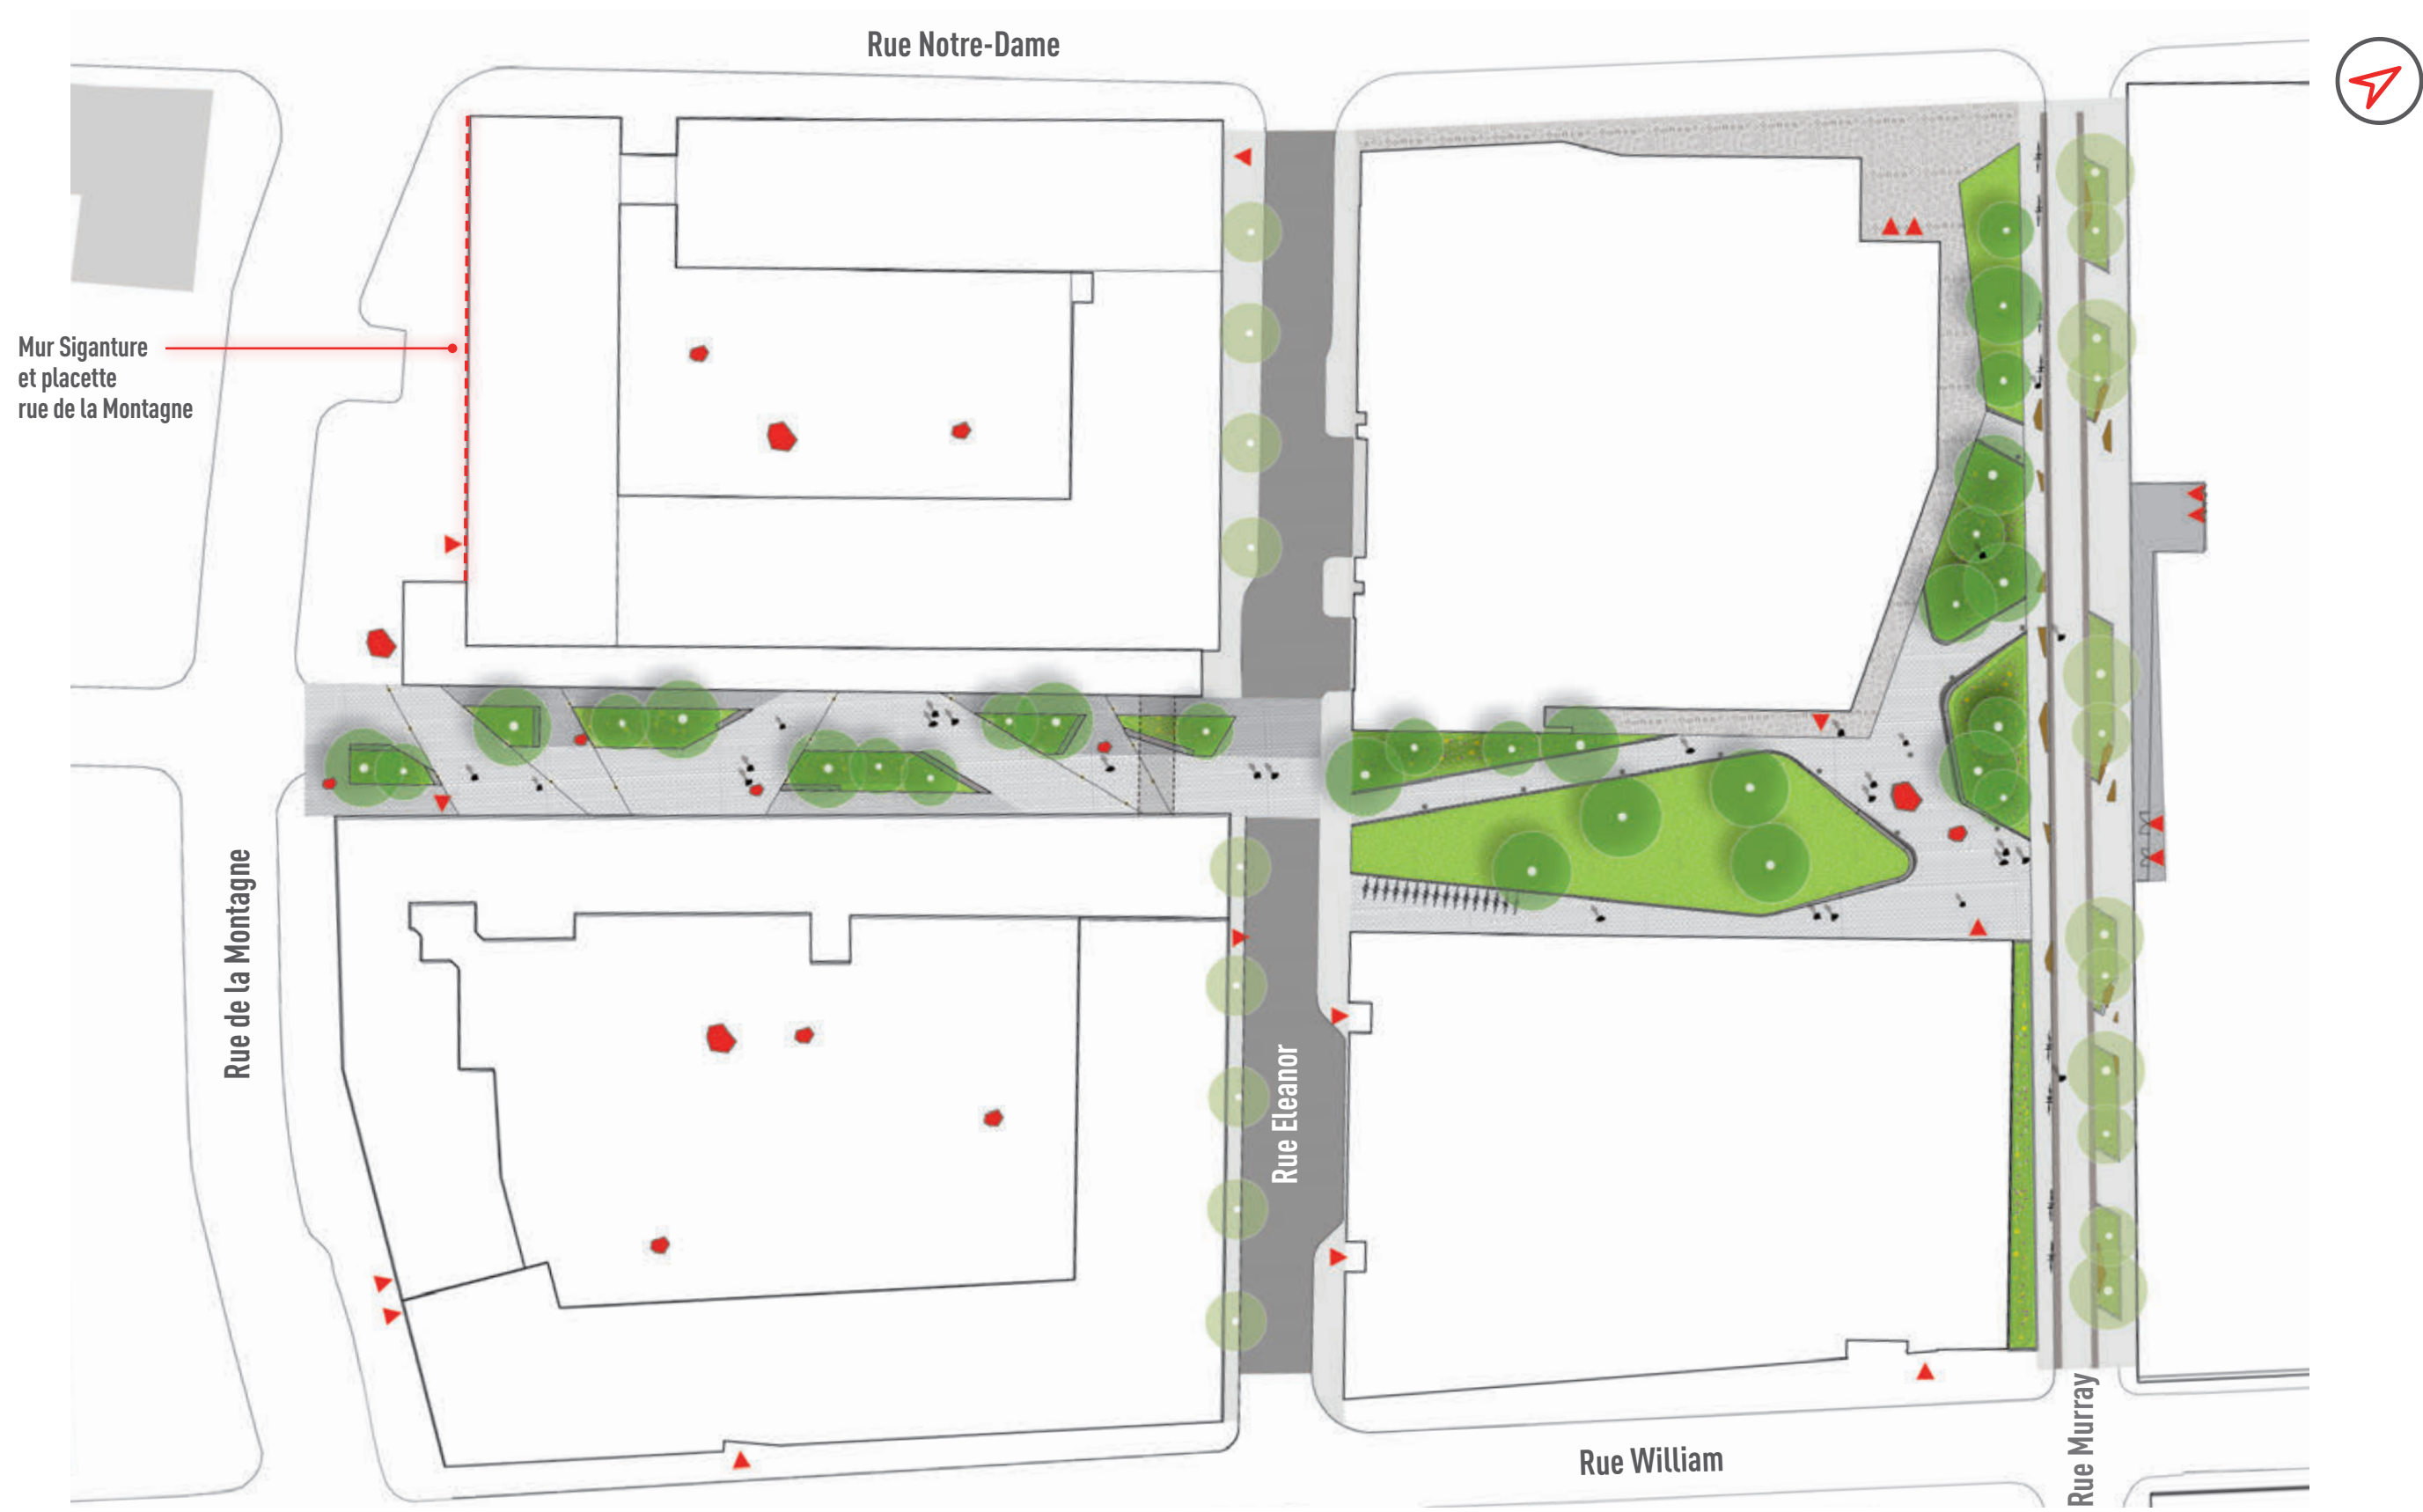 Rue Notre-Dame
Mur Siganture
et placette
rue de la Montagne
Rue de la Montagne
Rue Eleanor
Rue William
Rue Murray